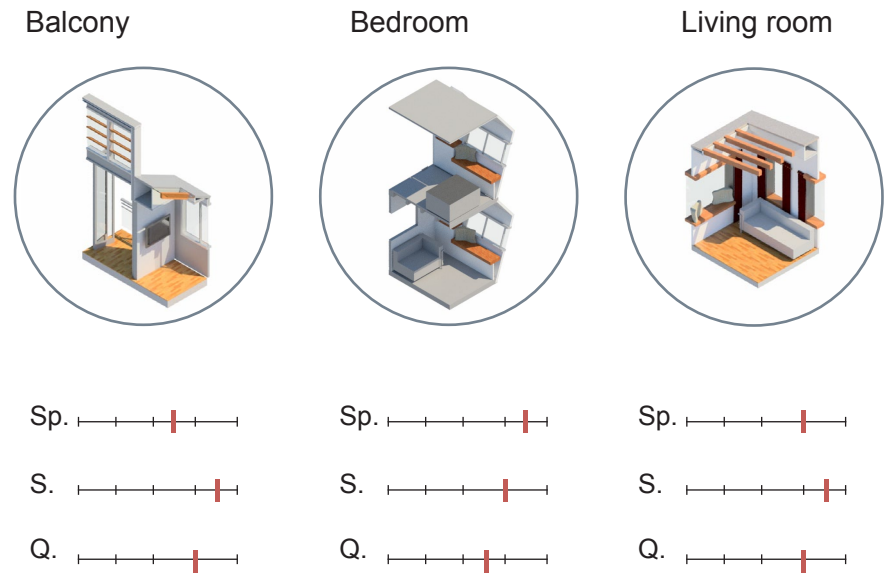 Balcony
Bedroom
Living room
Sp.
Sp.
Sp.
S.
S.
S.
Q.
Q.
Q.